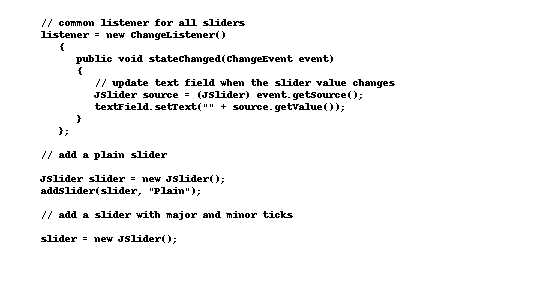 // common listener for all sliders
listener = new ChangeListener()
{
public void stateChanged(ChangeEvent event)
{
// update text field when the slider value changes
JSlider source = (JSlider) event.getSource();
textField.setText("" + source.getValue());
}
};
// add a plain slider
JSlider slider = new JSlider();
addSlider(slider, "Plain");
// add a slider with major and minor ticks
slider = new JSlider();